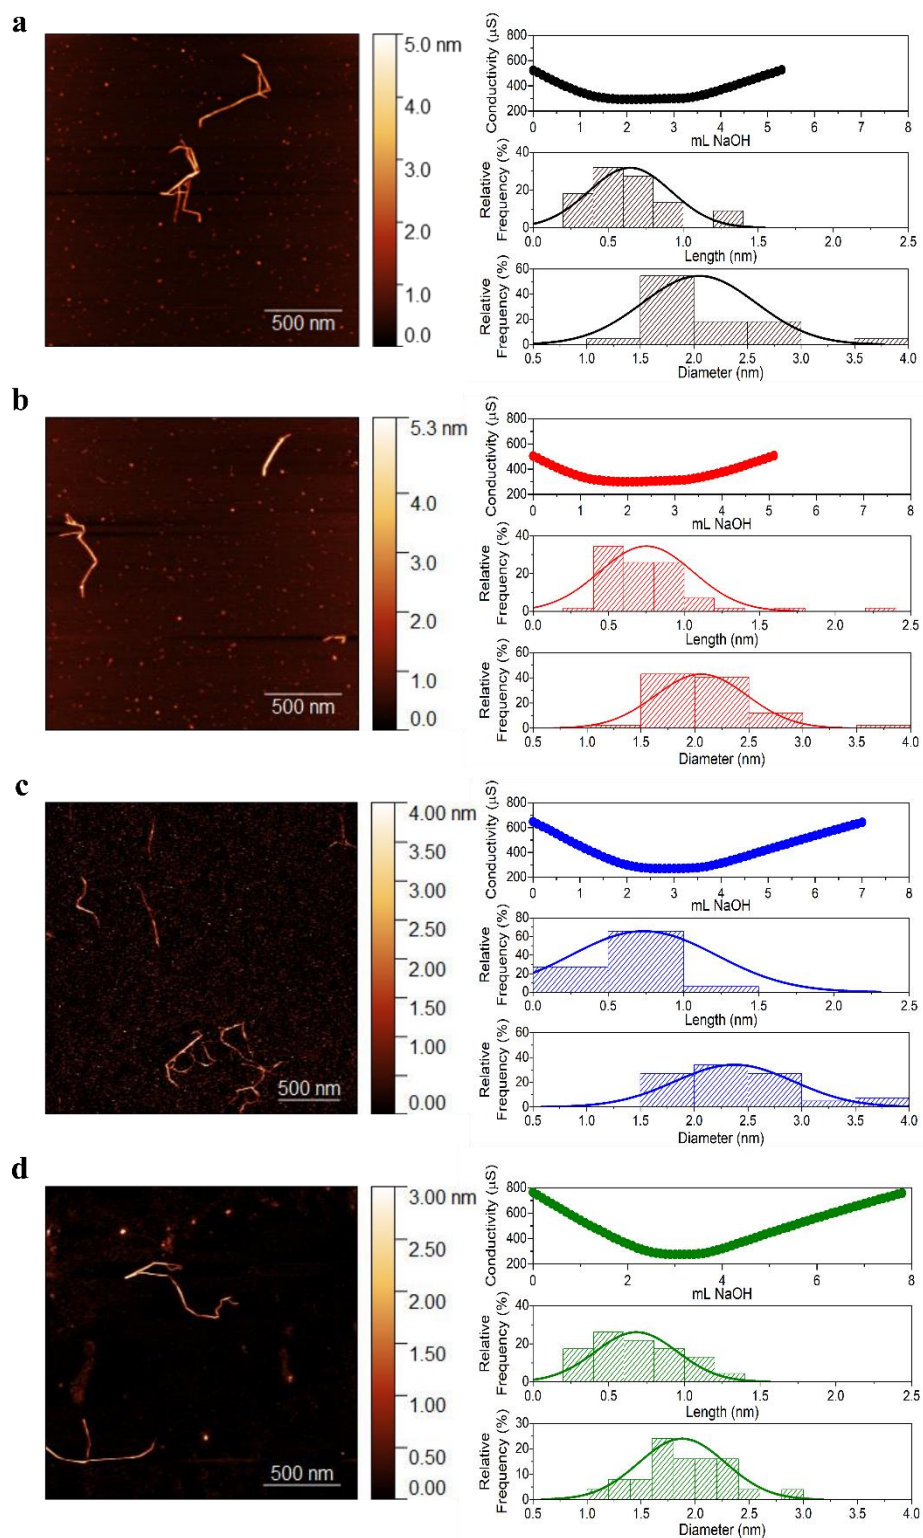 a
5.0 nm
4.0
3.0
2.0
1.0
0.0
500 nm
Conductivity (µS)
800
600
400
200
0 1 2 3 4 5 6 7 8
mL NaOH
Relative
Frequency (%)
40
20
0
0.0 0.5 1.0 1.5 2.0 2.5
Length (nm)
Relative
Frequency (%)
60
40
20
0
0.5 1.0 1.5 2.0 2.5 3.0 3.5 4.0
Diameter (nm)
b
5.3 nm
4.0
3.0
2.0
1.0
0.0
500 nm
Conductivity (µS)
800
600
400
200
0 1 2 3 4 5 6 7 8
mL NaOH
Relative
Frequency (%)
40
20
0
0.0 0.5 1.0 1.5 2.0 2.5
Length (nm)
Relative
Frequency (%)
60
40
20
0
0.5 1.0 1.5 2.0 2.5 3.0 3.5 4.0
Diameter (nm)
c
4.00 nm
3.50
3.00
2.00
1.50
1.00
0.00
500 nm
Conductivity (µS)
800
600
400
200
0 1 2 3 4 5 6 7 8
mL NaOH
Relative
Frequency (%)
80
60
40
20
0
0.0 0.5 1.0 1.5 2.0 2.5
Length (nm)
Relative
Frequency (%)
60
40
20
0
0.5 1.0 1.5 2.0 2.5 3.0 3.5 4.0
Diameter (nm)
d
3.00 nm
2.50
2.00
1.50
1.00
0.50
0.00
500 nm
Conductivity (µS)
800
600
400
200
0 2 4 6 8
mL NaOH
Relative
Frequency (%)
40
20
0
0.0 0.5 1.0 1.5 2.0 2.5
Length (nm)
Relative
Frequency (%)
30
20
10
0
0.5 1.0 1.5 2.0 2.5 3.0 3.5 4.0
Diameter (nm)